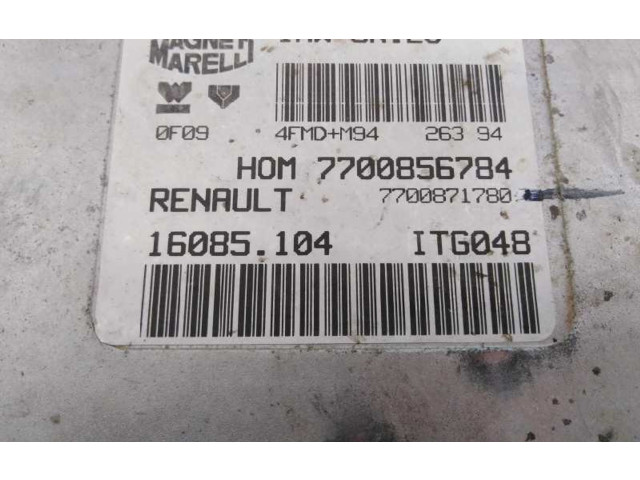 MAGNETI
MARELLI
0F09 4FMD+M94 263 94
HOM 7700856784
RENAULT 7700871780
16085.104 ITG048